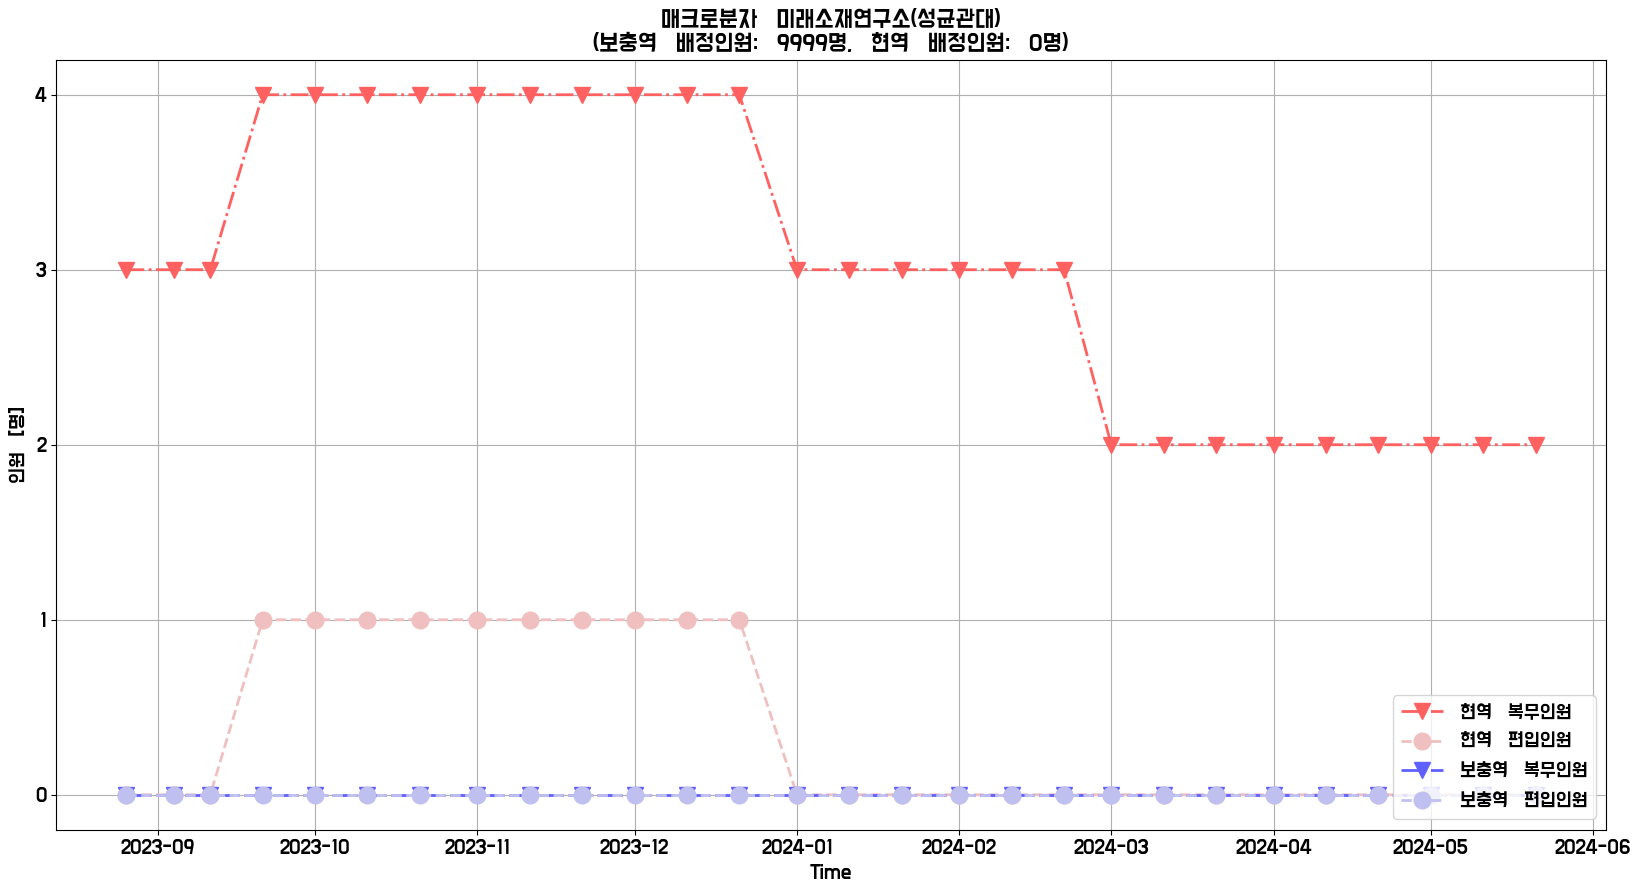 매크로분자 미래소재연구소(성균관대)
(보충역 배정인원: 9999명, 현역 배정인원: 0명)
인원 [명]
4
3
2
1
0
현역 복무인원
현역 편입인원
보충역 복무인원
보충역 편입인원
2023-09 2023-10 2023-11 2023-12 2024-01 2024-02 2024-03 2024-04 2024-05 2024-06
Time